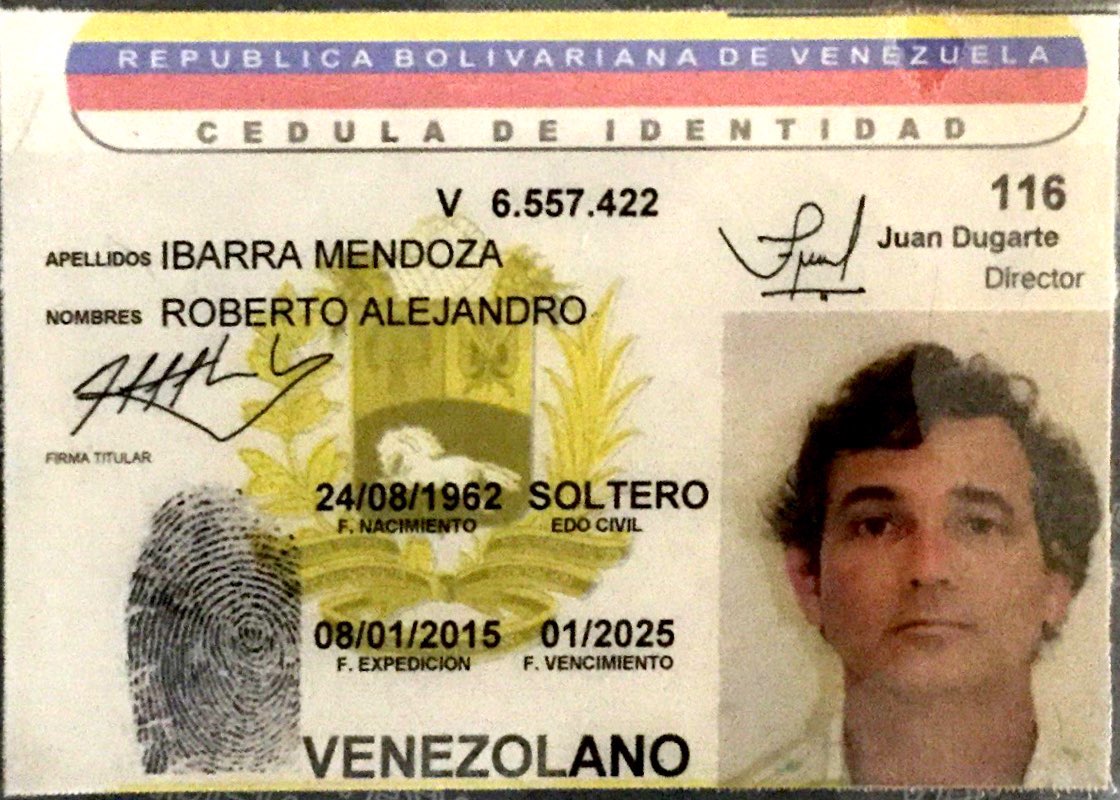 REPUBLICA BOLIVARIANA DE VENEZUELA
CEDULA DE IDENTIDAD
V 6.557.422
116
Juan Dugarte
Director
APELLIDOS IBARRA MENDOZA
NOMBRES ROBERTO ALEJANDRO
FIRMA TITULAR
24/08/1962 SOLTERO
F. NACIMIENTO EDO CIVIL
08/01/2015 01/2025
F. EXPEDICION F. VENCIMIENTO
VENEZOLANO